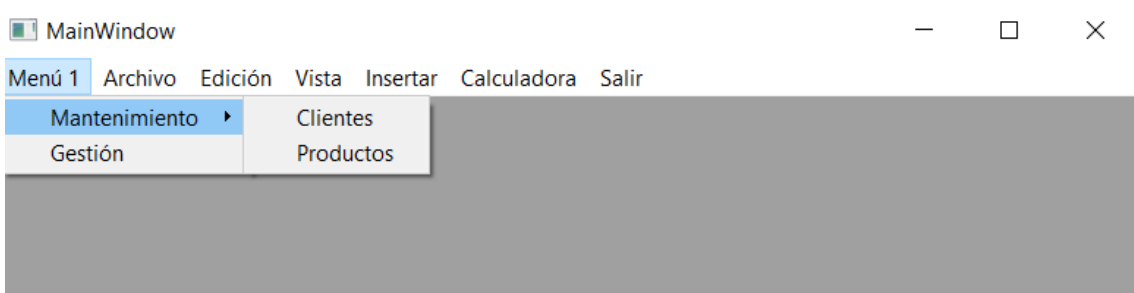 MainWindow
Menú 1 Archivo Edición Vista Insertar Calculadora Salir
Mantenimiento Clientes
Gestión Productos